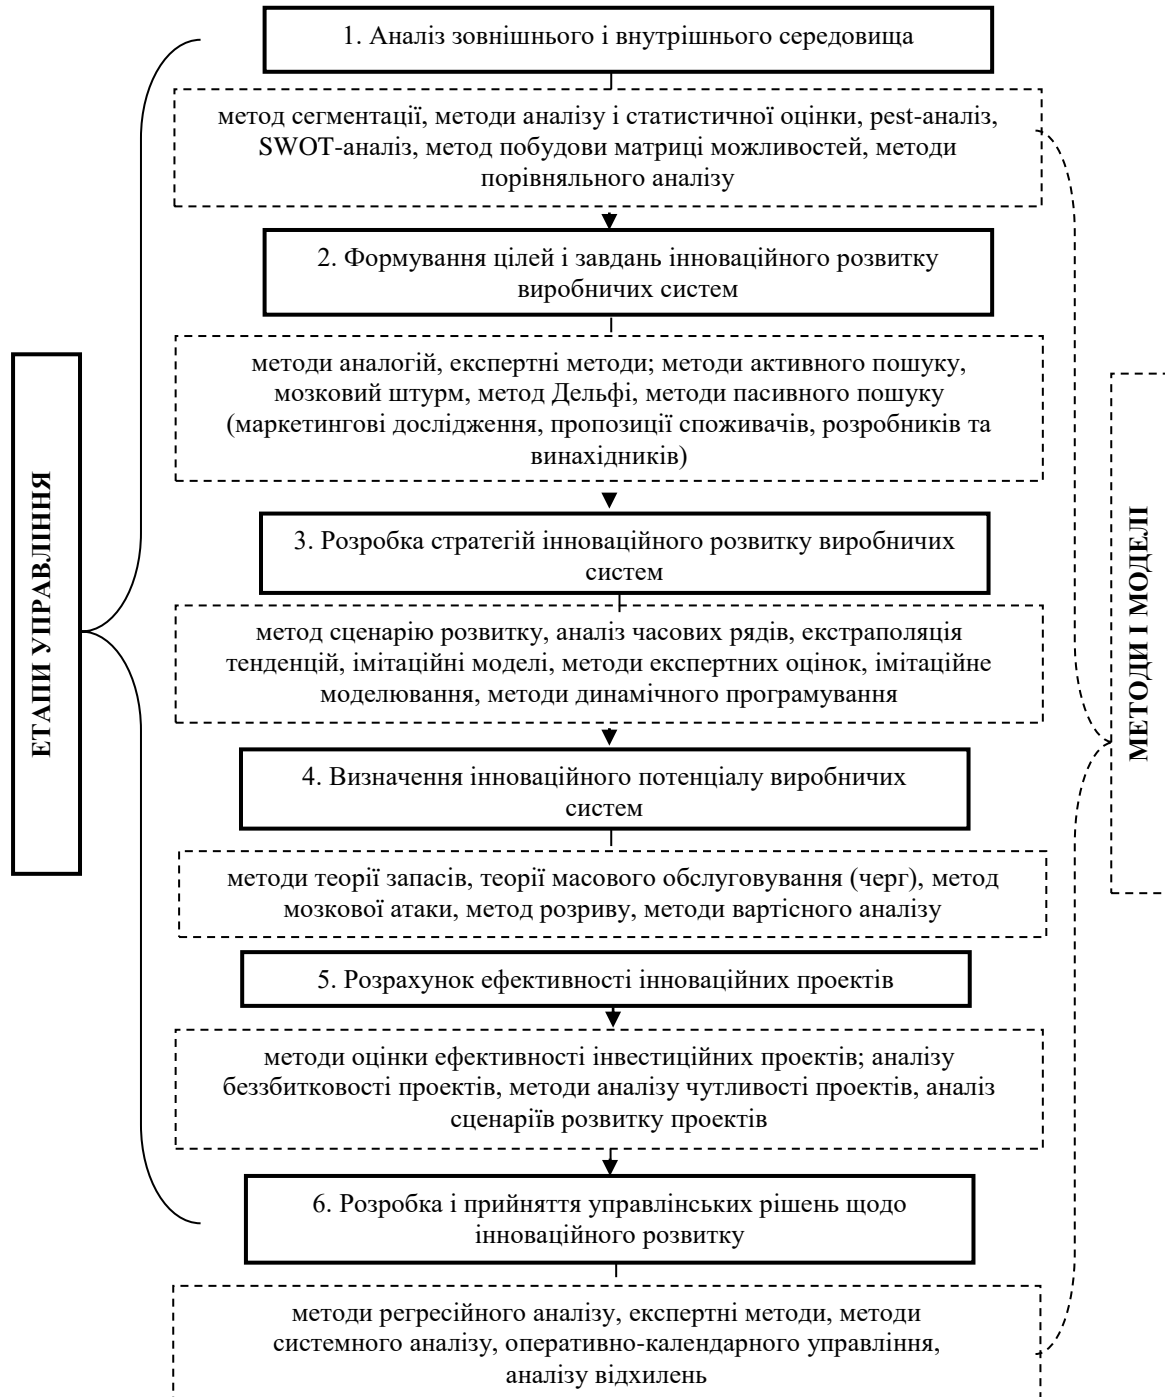 1. Аналіз зовнішнього і внутрішнього середовища
метод сегментації, методи аналізу і статистичної оцінки, pest-аналіз,
SWOT-аналіз, метод побудови матриці можливостей, методи
порівняльного аналізу
2. Формування цілей і завдань інноваційного розвитку
виробничих систем
методи аналогій, експертні методи; методи активного пошуку,
мозковий штурм, метод Дельфі, методи пасивного пошуку
(маркетингові дослідження, пропозиції споживачів, розробників та
винахідників)
3. Розробка стратегій інноваційного розвитку виробничих
систем
метод сценарію розвитку, аналіз часових рядів, екстраполяція
тенденцій, імітаційні моделі, методи експертних оцінок, імітаційне
моделювання, методи динамічного програмування
4. Визначення інноваційного потенціалу виробничих
систем
методи теорії запасів, теорії масового обслуговування (черг), метод
мозкової атаки, метод розриву, методи вартісного аналізу
5. Розрахунок ефективності інноваційних проектів
методи оцінки ефективності інвестиційних проектів; аналізу
беззбитковості проектів, методи аналізу чутливості проектів, аналіз
сценаріїв розвитку проектів
6. Розробка і прийняття управлінських рішень щодо
інноваційного розвитку
методи регресійного аналізу, експертні методи, методи
системного аналізу, оперативно-календарного управління,
аналізу відхилень
ЕТАПИ УПРАВЛІННЯ
МЕТОДИ І МОДЕЛІ